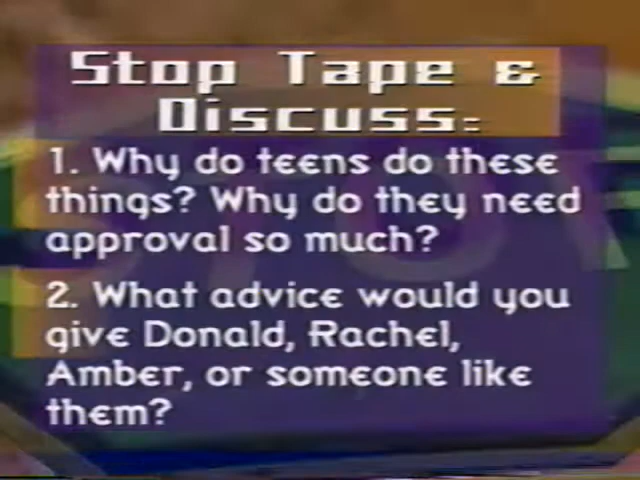 Stop Tape &
Discuss:
1. Why do teens do these
things? Why do they need
approval so much?
2. What advice would you
give Donald, Rachel,
Amber, or someone like
them?